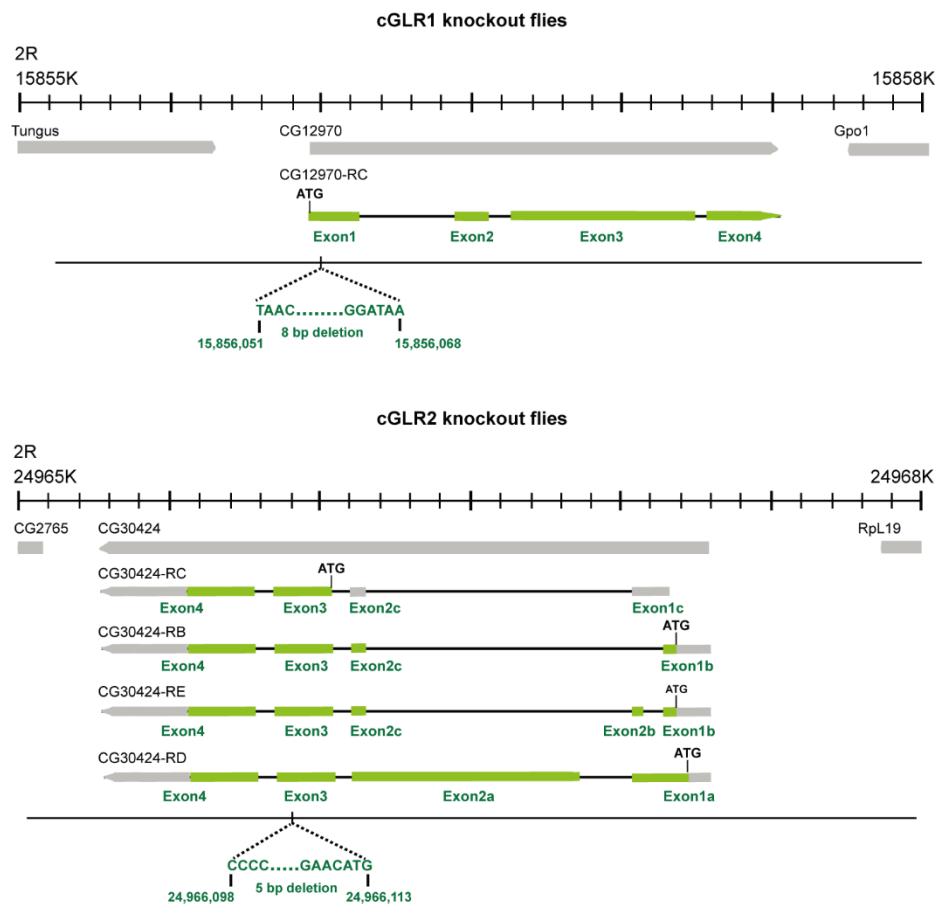 cGLR1 knockout flies
2R
15855K 15858K
Tungus CG12970 Gpo1
CG12970-RC
ATG
Exon1 Exon2 Exon3 Exon4
TAAC........GGATAA
8 bp deletion
15,856,051 15,856,068
cGLR2 knockout flies
2R
24965K 24968K
CG2765 CG30424 RpL19
CG30424-RC ATG
Exon4 Exon3 Exon2c Exon1c
CG30424-RB ATG
Exon4 Exon3 Exon2c Exon1b
CG30424-RE ATG
Exon4 Exon3 Exon2c Exon2b Exon1b
CG30424-RD ATG
Exon4 Exon3 Exon2a Exon1a
CCCC.....GAACATG
5 bp deletion
24,966,098 24,966,113